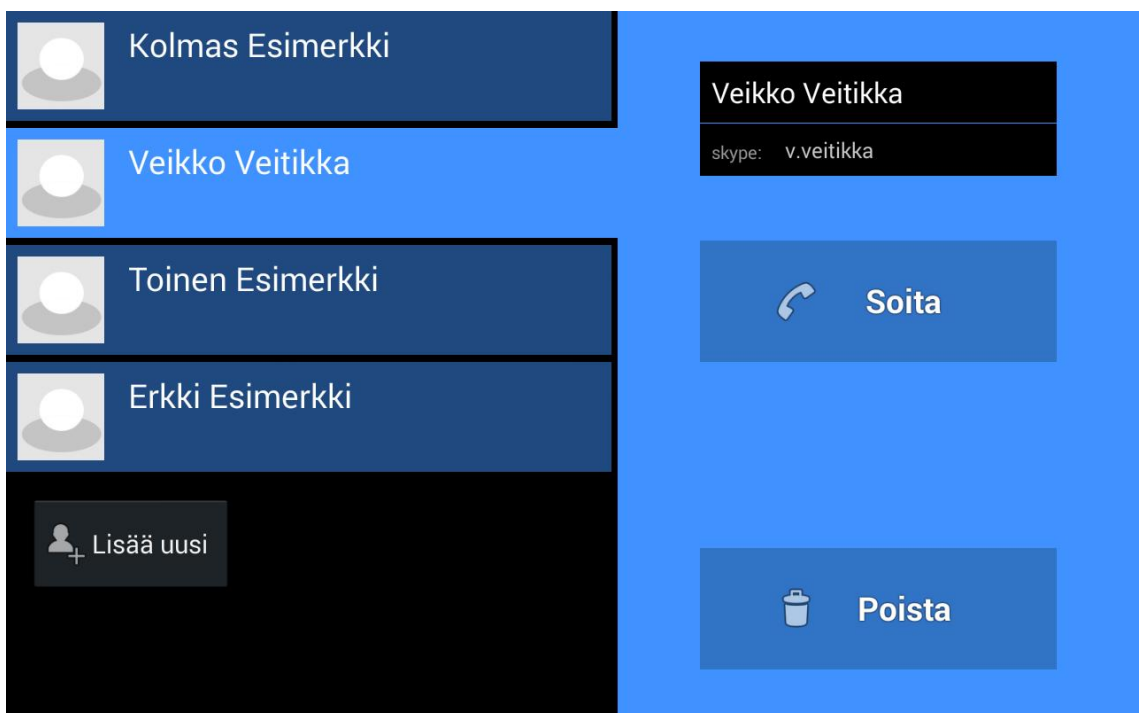 Kolmas Esimerkki
Veikko Veitikka
Toinen Esimerkki
Erkki Esimerkki
Lisää uusi
Veikko Veitikka
skype: v.veitikka
Soita
Poista